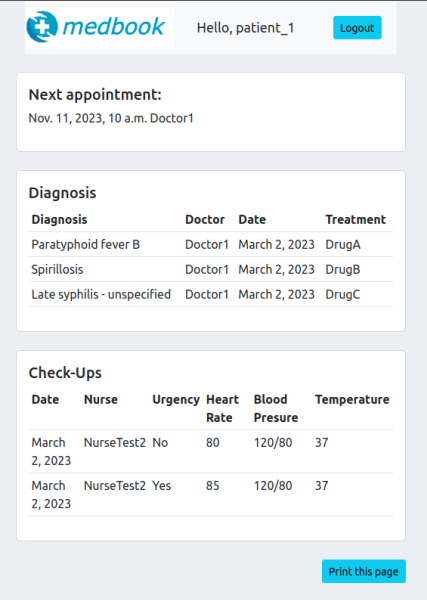 medbook
Hello, patient_1
Logout
Next appointment:
Nov. 11, 2023, 10 a.m. Doctor1
Diagnosis
Diagnosis Doctor Date Treatment
Paratyphoid fever B Doctor1 March 2, 2023 DrugA
Spirillosis Doctor1 March 2, 2023 DrugB
Late syphilis - unspecified Doctor1 March 2, 2023 DrugC
Check-Ups
Date Nurse Urgency Heart Blood Temperature
Rate Presure
March NurseTest2 No 80 120/80 37
2, 2023
March NurseTest2 Yes 85 120/80 37
2, 2023
Print this page